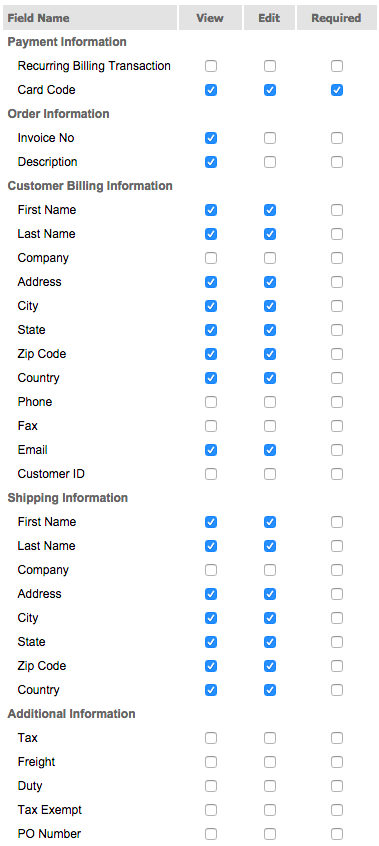 Field Name View Edit Required
Payment Information
Recurring Billing Transaction
Card Code
Order Information
Invoice No
Description
Customer Billing Information
First Name
Last Name
Company
Address
City
State
Zip Code
Country
Phone
Fax
Email
Customer ID
Shipping Information
First Name
Last Name
Company
Address
City
State
Zip Code
Country
Additional Information
Tax
Freight
Duty
Tax Exempt
PO Number